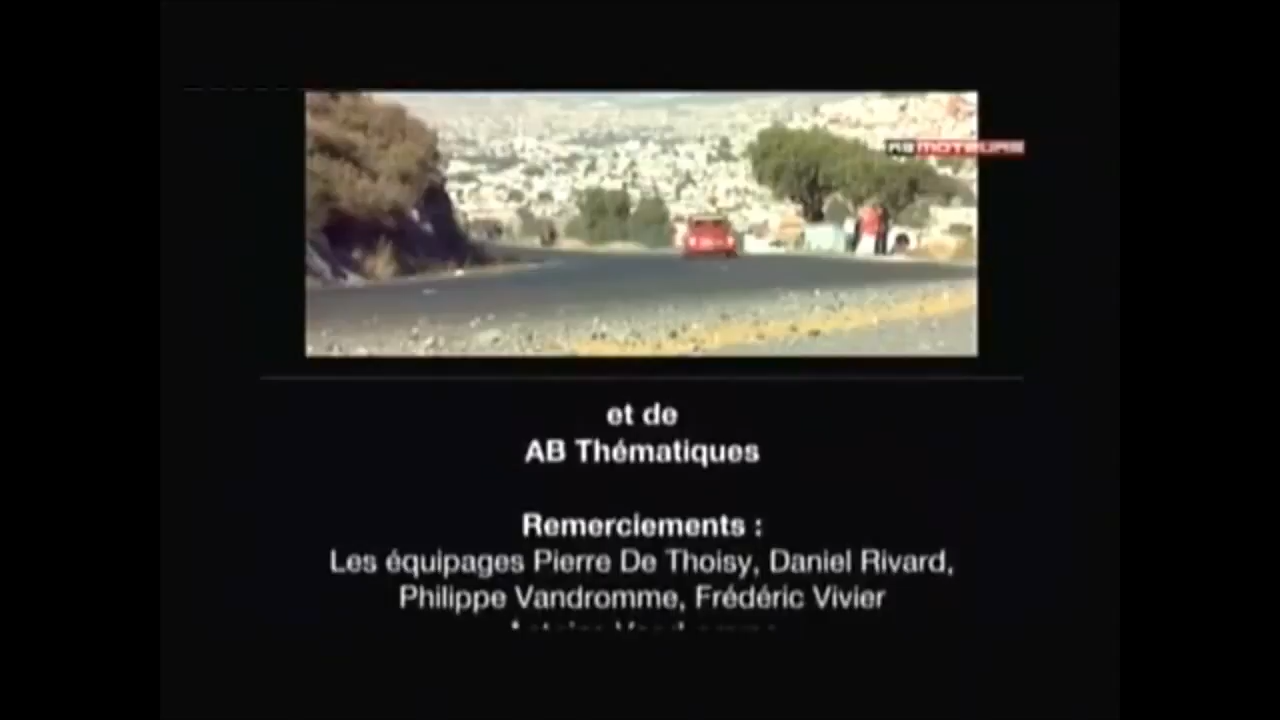 AB MOTEURS
et de
AB Thématiques
Remerciements :
Les équipages Pierre De Thoisy, Daniel Rivard,
Philippe Vandromme, Frédéric Vivier